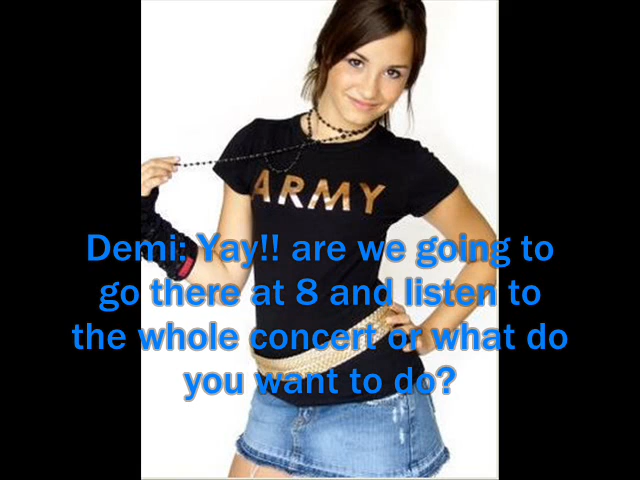 ARMY
Demi: Yay!! are we going to
go there at 8 and listen to
the whole concert or what do
you want to do?